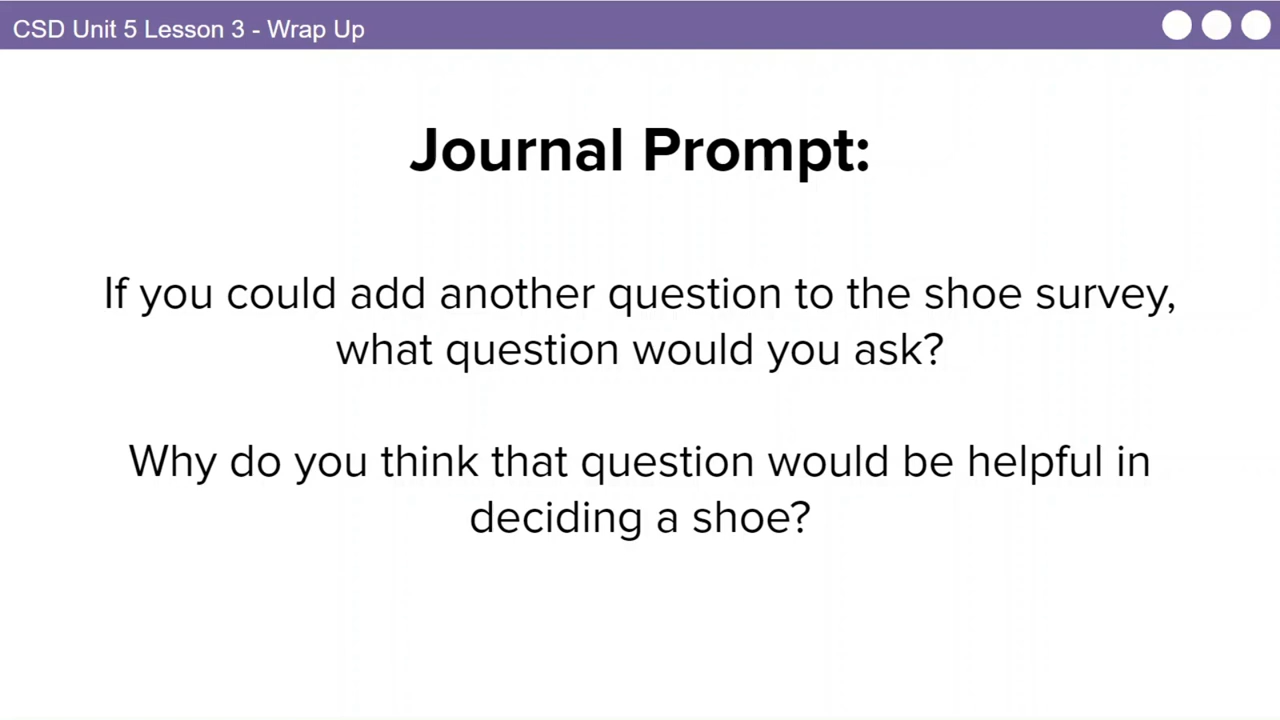 CSD Unit 5 Lesson 3 - Wrap Up
Journal Prompt:
If you could add another question to the shoe survey,
what question would you ask?
Why do you think that question would be helpful in
deciding a shoe?